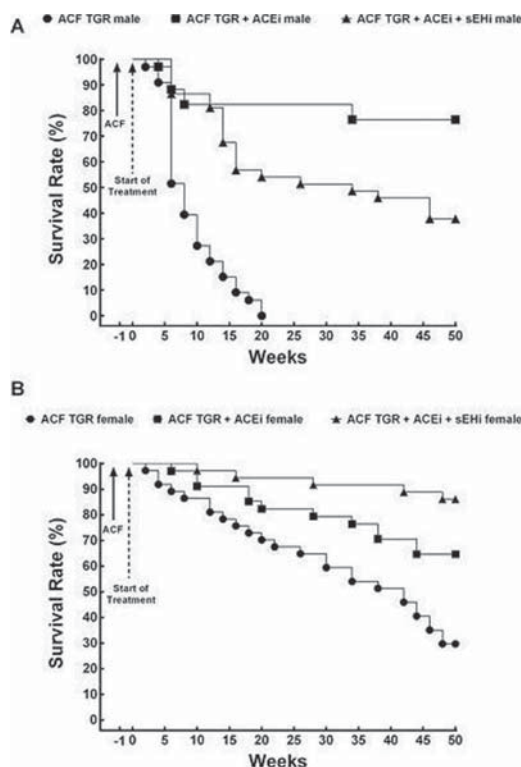 A
ACF TGR male ACF TGR + ACEi male ACF TGR + ACEi + sEHi male
100
90
80
70
60
50
40
30
20
10
0
Survival Rate (%)
ACF
Start of
Treatment
-1 0 5 10 15 20 25 30 35 40 45 50
Weeks
B
ACF TGR female ACF TGR + ACEi female ACF TGR + ACEi + sEHi female
100
90
80
70
60
50
40
30
20
10
0
Survival Rate (%)
ACF
Start of
Treatment
-1 0 5 10 15 20 25 30 35 40 45 50
Weeks